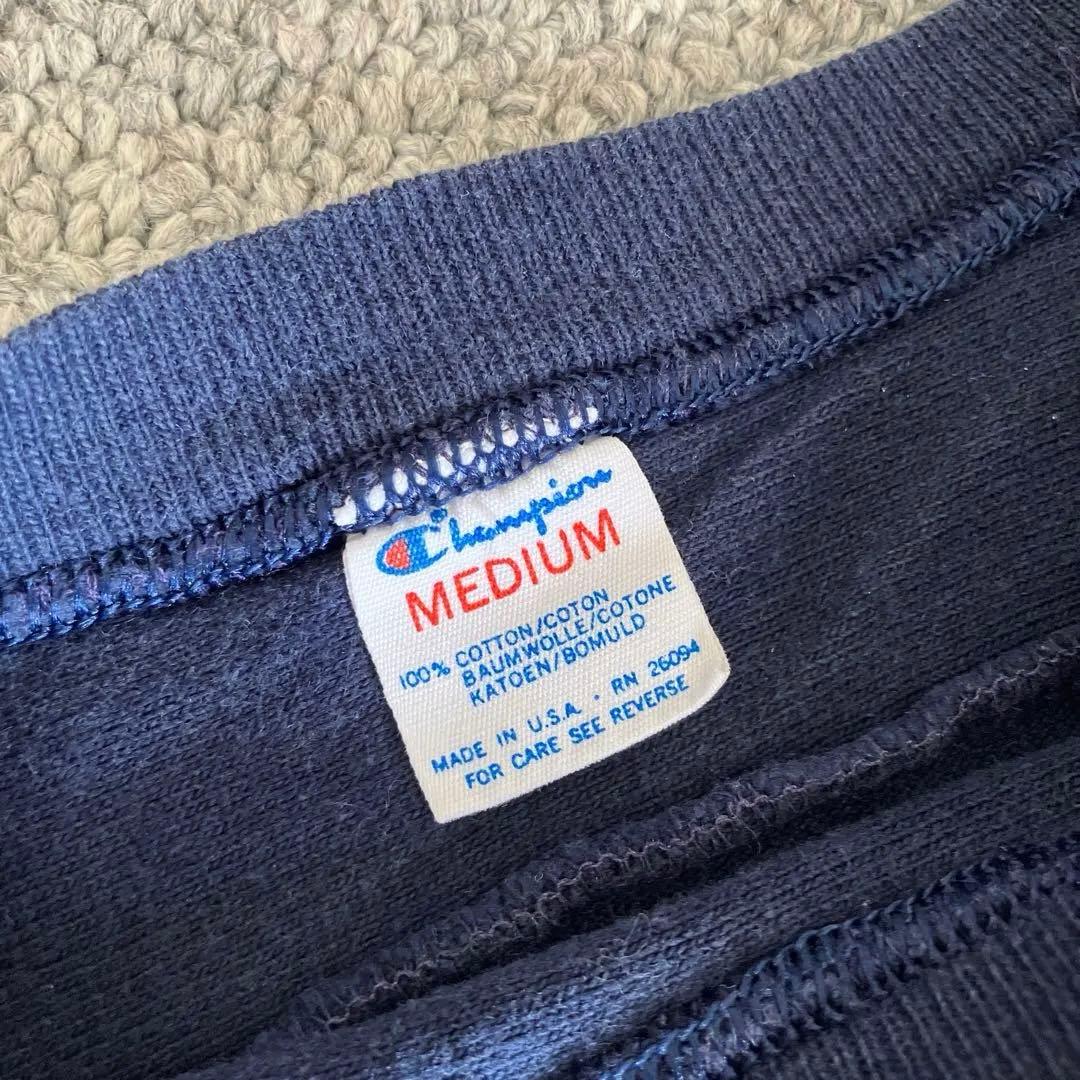 Champion
MEDIUM
100% COTTON/COTON
BAUMWOLLE/COTONE
KATOEN/BOMULD
MADE IN U.S.A. · RN 26094
FOR CARE SEE REVERSE